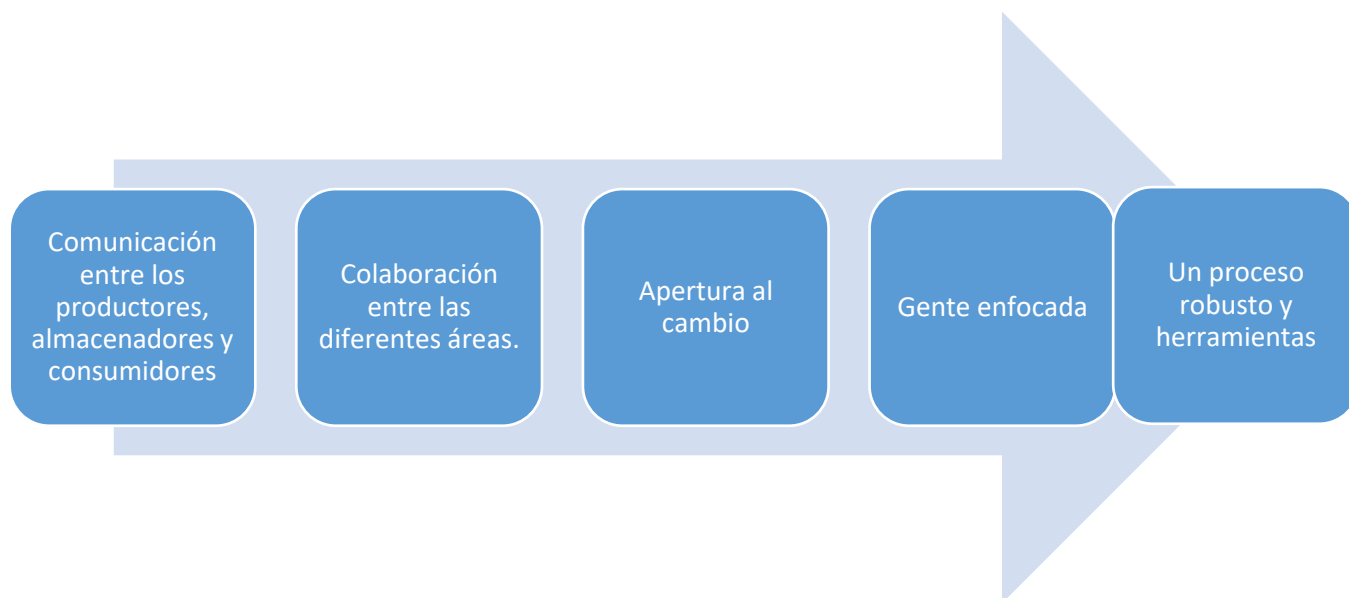 Comunicación
entre los
productores,
almacenadores y
consumidores
Colaboración
entre las
diferentes áreas.
Apertura al
cambio
Gente enfocada
Un proceso
robusto y
herramientas